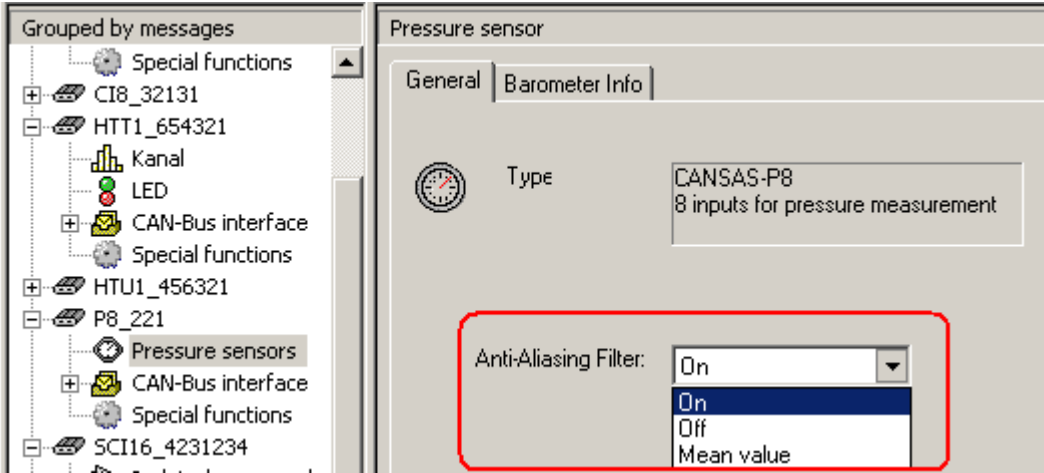 Grouped by messages
Special functions
CI8_32131
HTT1_654321
Kanal
LED
CAN-Bus interface
Special functions
HTU1_456321
P8_221
Pressure sensors
CAN-Bus interface
Special functions
SCI16_4231234
Pressure sensor
General
Barometer Info
Type
CANSAS-P8
8 inputs for pressure measurement
Anti-Aliasing Filter:
On
On
Off
Mean value